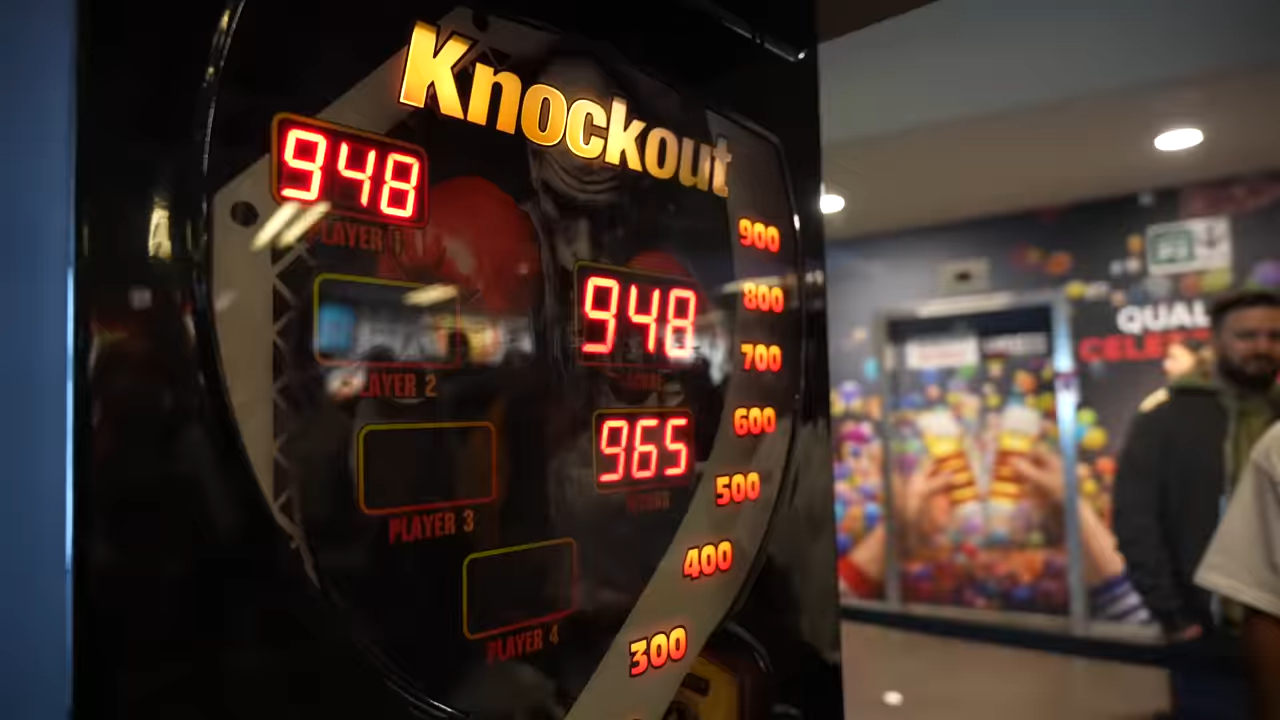 Knockout
948
PLAYER 1
PLAYER 2
PLAYER 3
PLAYER 4
948
965
900
800
700
600
500
400
300
QUAL